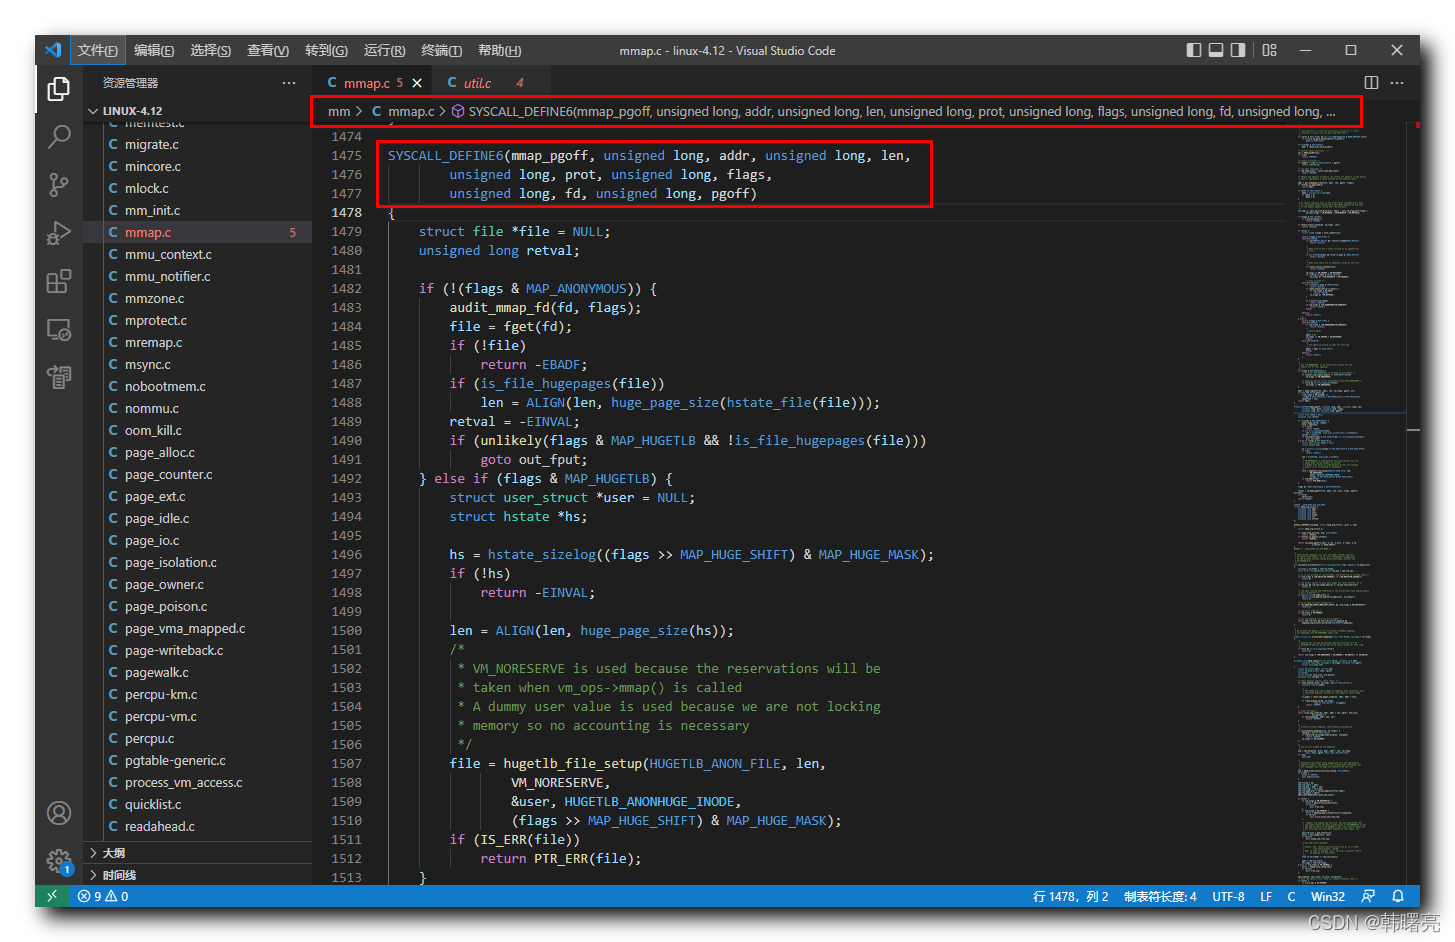 文件(F) 编辑(E) 选择(S) 查看(V) 转到(G) 运行(R) 终端(T) 帮助(H) mmap.c - linux-4.12 - Visual Studio Code
资源管理器 ···
LINUX-4.12
memtest.c
migrate.c
mincore.c
mlock.c
mm_init.c
mmap.c 5
mmu_context.c
mmu_notifier.c
mmzone.c
mprotect.c
mremap.c
msync.c
nobootmem.c
nommu.c
oom_kill.c
page_alloc.c
page_counter.c
page_ext.c
page_idle.c
page_io.c
page_isolation.c
page_owner.c
page_poison.c
page_vma_mapped.c
page-writeback.c
pagewalk.c
percpu-km.c
percpu-vm.c
percpu.c
pgtable-generic.c
process_vm_access.c
quicklist.c
readahead.c
大纲
时间线
C mmap.c 5 × C util.c 4
mm > C mmap.c > SYSCALL_DEFINE6(mmap_pgoff, unsigned long, addr, unsigned long, len, unsigned long, prot, unsigned long, flags, unsigned long, fd, unsigned long, ...
1474
1475 SYSCALL_DEFINE6(mmap_pgoff, unsigned long, addr, unsigned long, len,
1476 unsigned long, prot, unsigned long, flags,
1477 unsigned long, fd, unsigned long, pgoff)
1478 {
1479 struct file *file = NULL;
1480 unsigned long retval;
1481
1482 if (!(flags & MAP_ANONYMOUS)) {
1483 audit_mmap_fd(fd, flags);
1484 file = fget(fd);
1485 if (!file)
1486 return -EBADF;
1487 if (is_file_hugepages(file))
1488 len = ALIGN(len, huge_page_size(hstate_file(file)));
1489 retval = -EINVAL;
1490 if (unlikely(flags & MAP_HUGETLB && !is_file_hugepages(file)))
1491 goto out_fput;
1492 } else if (flags & MAP_HUGETLB) {
1493 struct user_struct *user = NULL;
1494 struct hstate *hs;
1495
1496 hs = hstate_sizelog((flags >> MAP_HUGE_SHIFT) & MAP_HUGE_MASK);
1497 if (!hs)
1498 return -EINVAL;
1499
1500 len = ALIGN(len, huge_page_size(hs));
1501 /*
1502 * VM_NORESERVE is used because the reservations will be
1503 * taken when vm_ops->mmap() is called
1504 * A dummy user value is used because we are not locking
1505 * memory so no accounting is necessary
1506 */
1507 file = hugetlb_file_setup(HUGETLB_ANON_FILE, len,
1508 VM_NORESERVE,
1509 &user, HUGETLB_ANONHUGE_INODE,
1510 (flags >> MAP_HUGE_SHIFT) & MAP_HUGE_MASK);
1511 if (IS_ERR(file))
1512 return PTR_ERR(file);
1513 }
1
9 0 行 1478，列 2 制表符长度: 4 UTF-8 LF C Win32
CSDN @韩曙亮